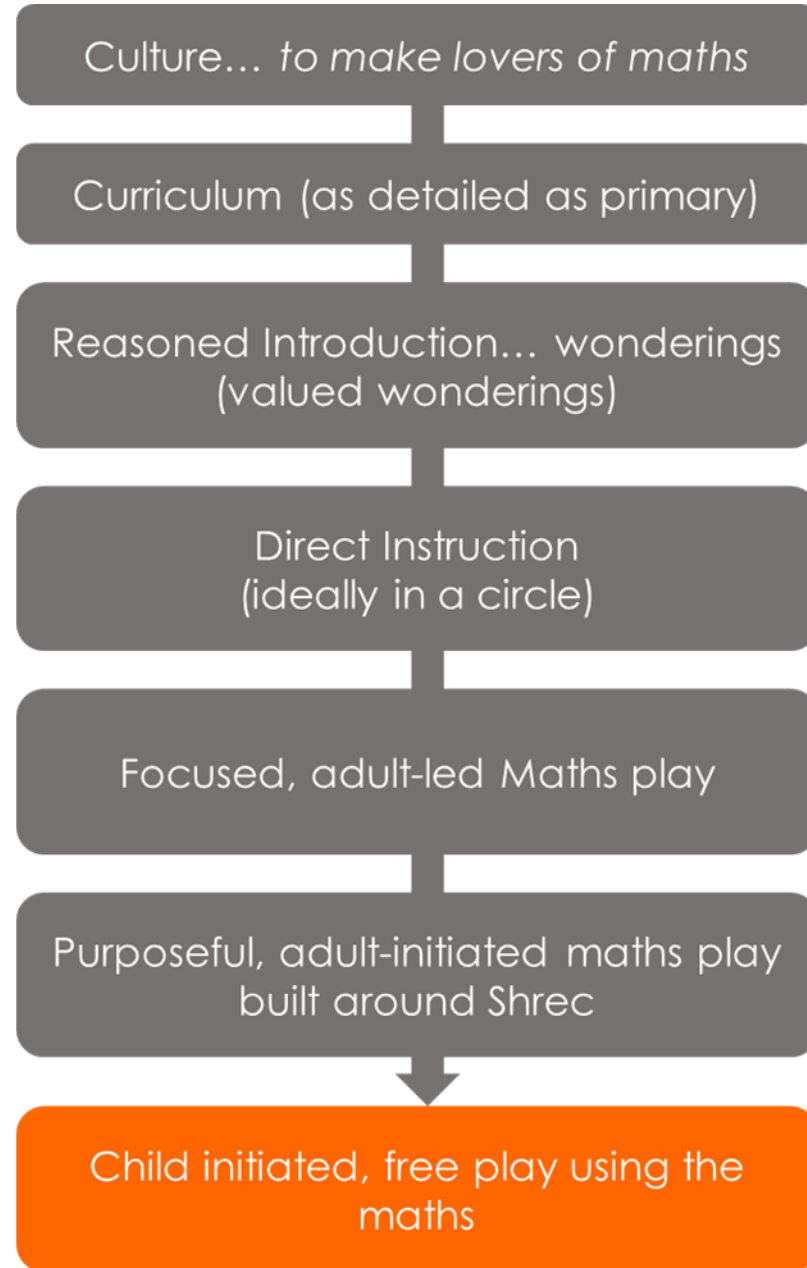 Culture… to make lovers of maths
Curriculum (as detailed as primary)
Reasoned Introduction… wonderings
(valued wonderings)
Direct Instruction
(ideally in a circle)
Focused, adult-led Maths play
Purposeful, adult-initiated maths play
built around Shrec
Child initiated, free play using the
maths